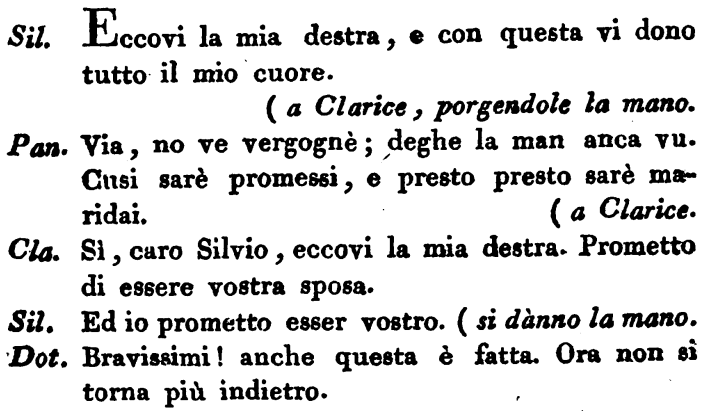 Sil. Eccovi la mia destra, e con questa vi dono
tutto il mio cuore.
( a Clarice, porgendole la mano.
Pan. Via, no ve vergognè; deghe la man anca vu.
Cusi sarè promessi, e presto presto sarè ma-
ridai. ( a Clarice.
Cla. Sì, caro Silvio, eccovi la mia destra. Prometto
di essere vostra sposa.
Sil. Ed io prometto esser vostro. ( si dànno la mano.
Dot. Bravissimi! anche questa è fatta. Ora non si
torna più indietro.